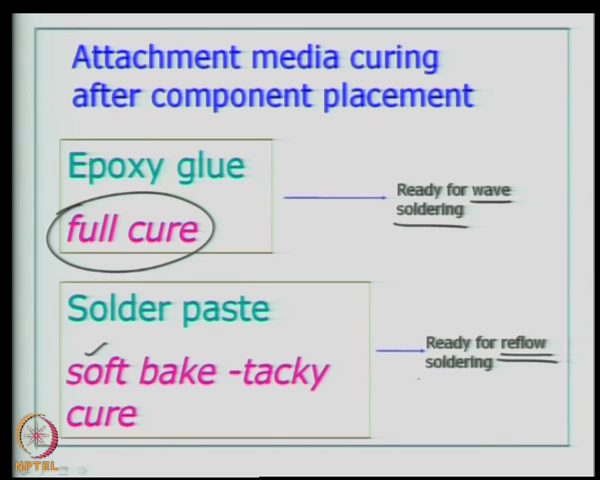 Attachment media curing
after component placement
Epoxy glue
full cure
Ready for wave
soldering
Solder paste
soft bake -tacky
cure
Ready for reflow
soldering
NPTEL